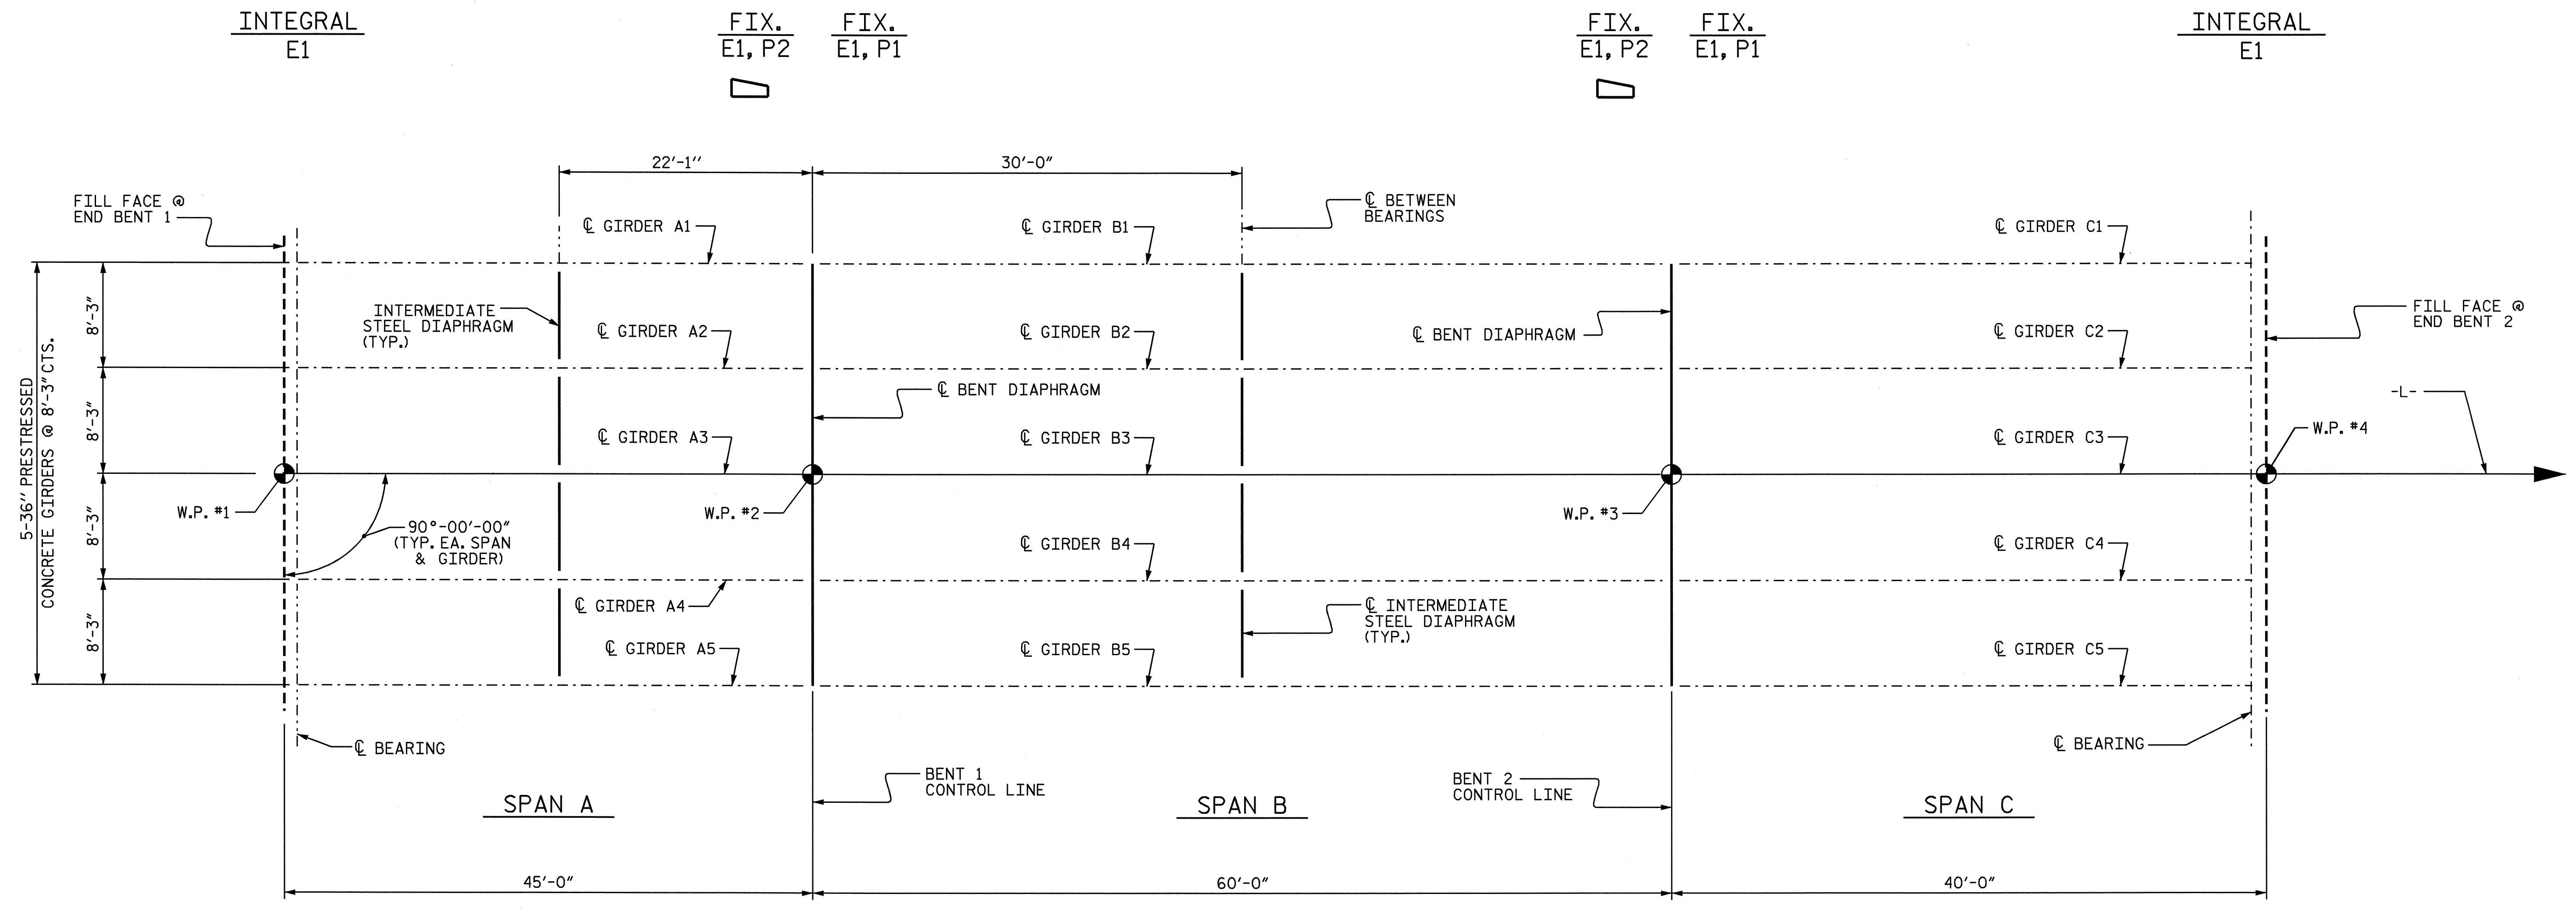 INTEGRAL
E1
FIX.
E1, P2
FIX.
E1, P1
FIX.
E1, P2
FIX.
E1, P1
INTEGRAL
E1
22'-1"
30'-0"
FILL FACE @
END BENT 1
℄ GIRDER A1
℄ GIRDER B1
℄ BETWEEN
BEARINGS
℄ GIRDER C1
5-36" PRESTRESSED
CONCRETE GIRDERS @ 8'-3" CTS.
8'-3"
8'-3"
8'-3"
8'-3"
INTERMEDIATE
STEEL DIAPHRAGM
(TYP.)
℄ GIRDER A2
℄ GIRDER B2
℄ BENT DIAPHRAGM
℄ GIRDER C2
FILL FACE @
END BENT 2
℄ BENT DIAPHRAGM
-L-
℄ GIRDER A3
℄ GIRDER B3
℄ GIRDER C3
W.P. #4
W.P. #1
90°-00'-00"
(TYP. EA. SPAN
& GIRDER)
W.P. #2
W.P. #3
℄ GIRDER B4
℄ GIRDER C4
℄ GIRDER A4
℄ INTERMEDIATE
STEEL DIAPHRAGM
(TYP.)
℄ GIRDER A5
℄ GIRDER B5
℄ GIRDER C5
℄ BEARING
℄ BEARING
BENT 1
CONTROL LINE
BENT 2
CONTROL LINE
SPAN A
SPAN B
SPAN C
45'-0"
60'-0"
40'-0"